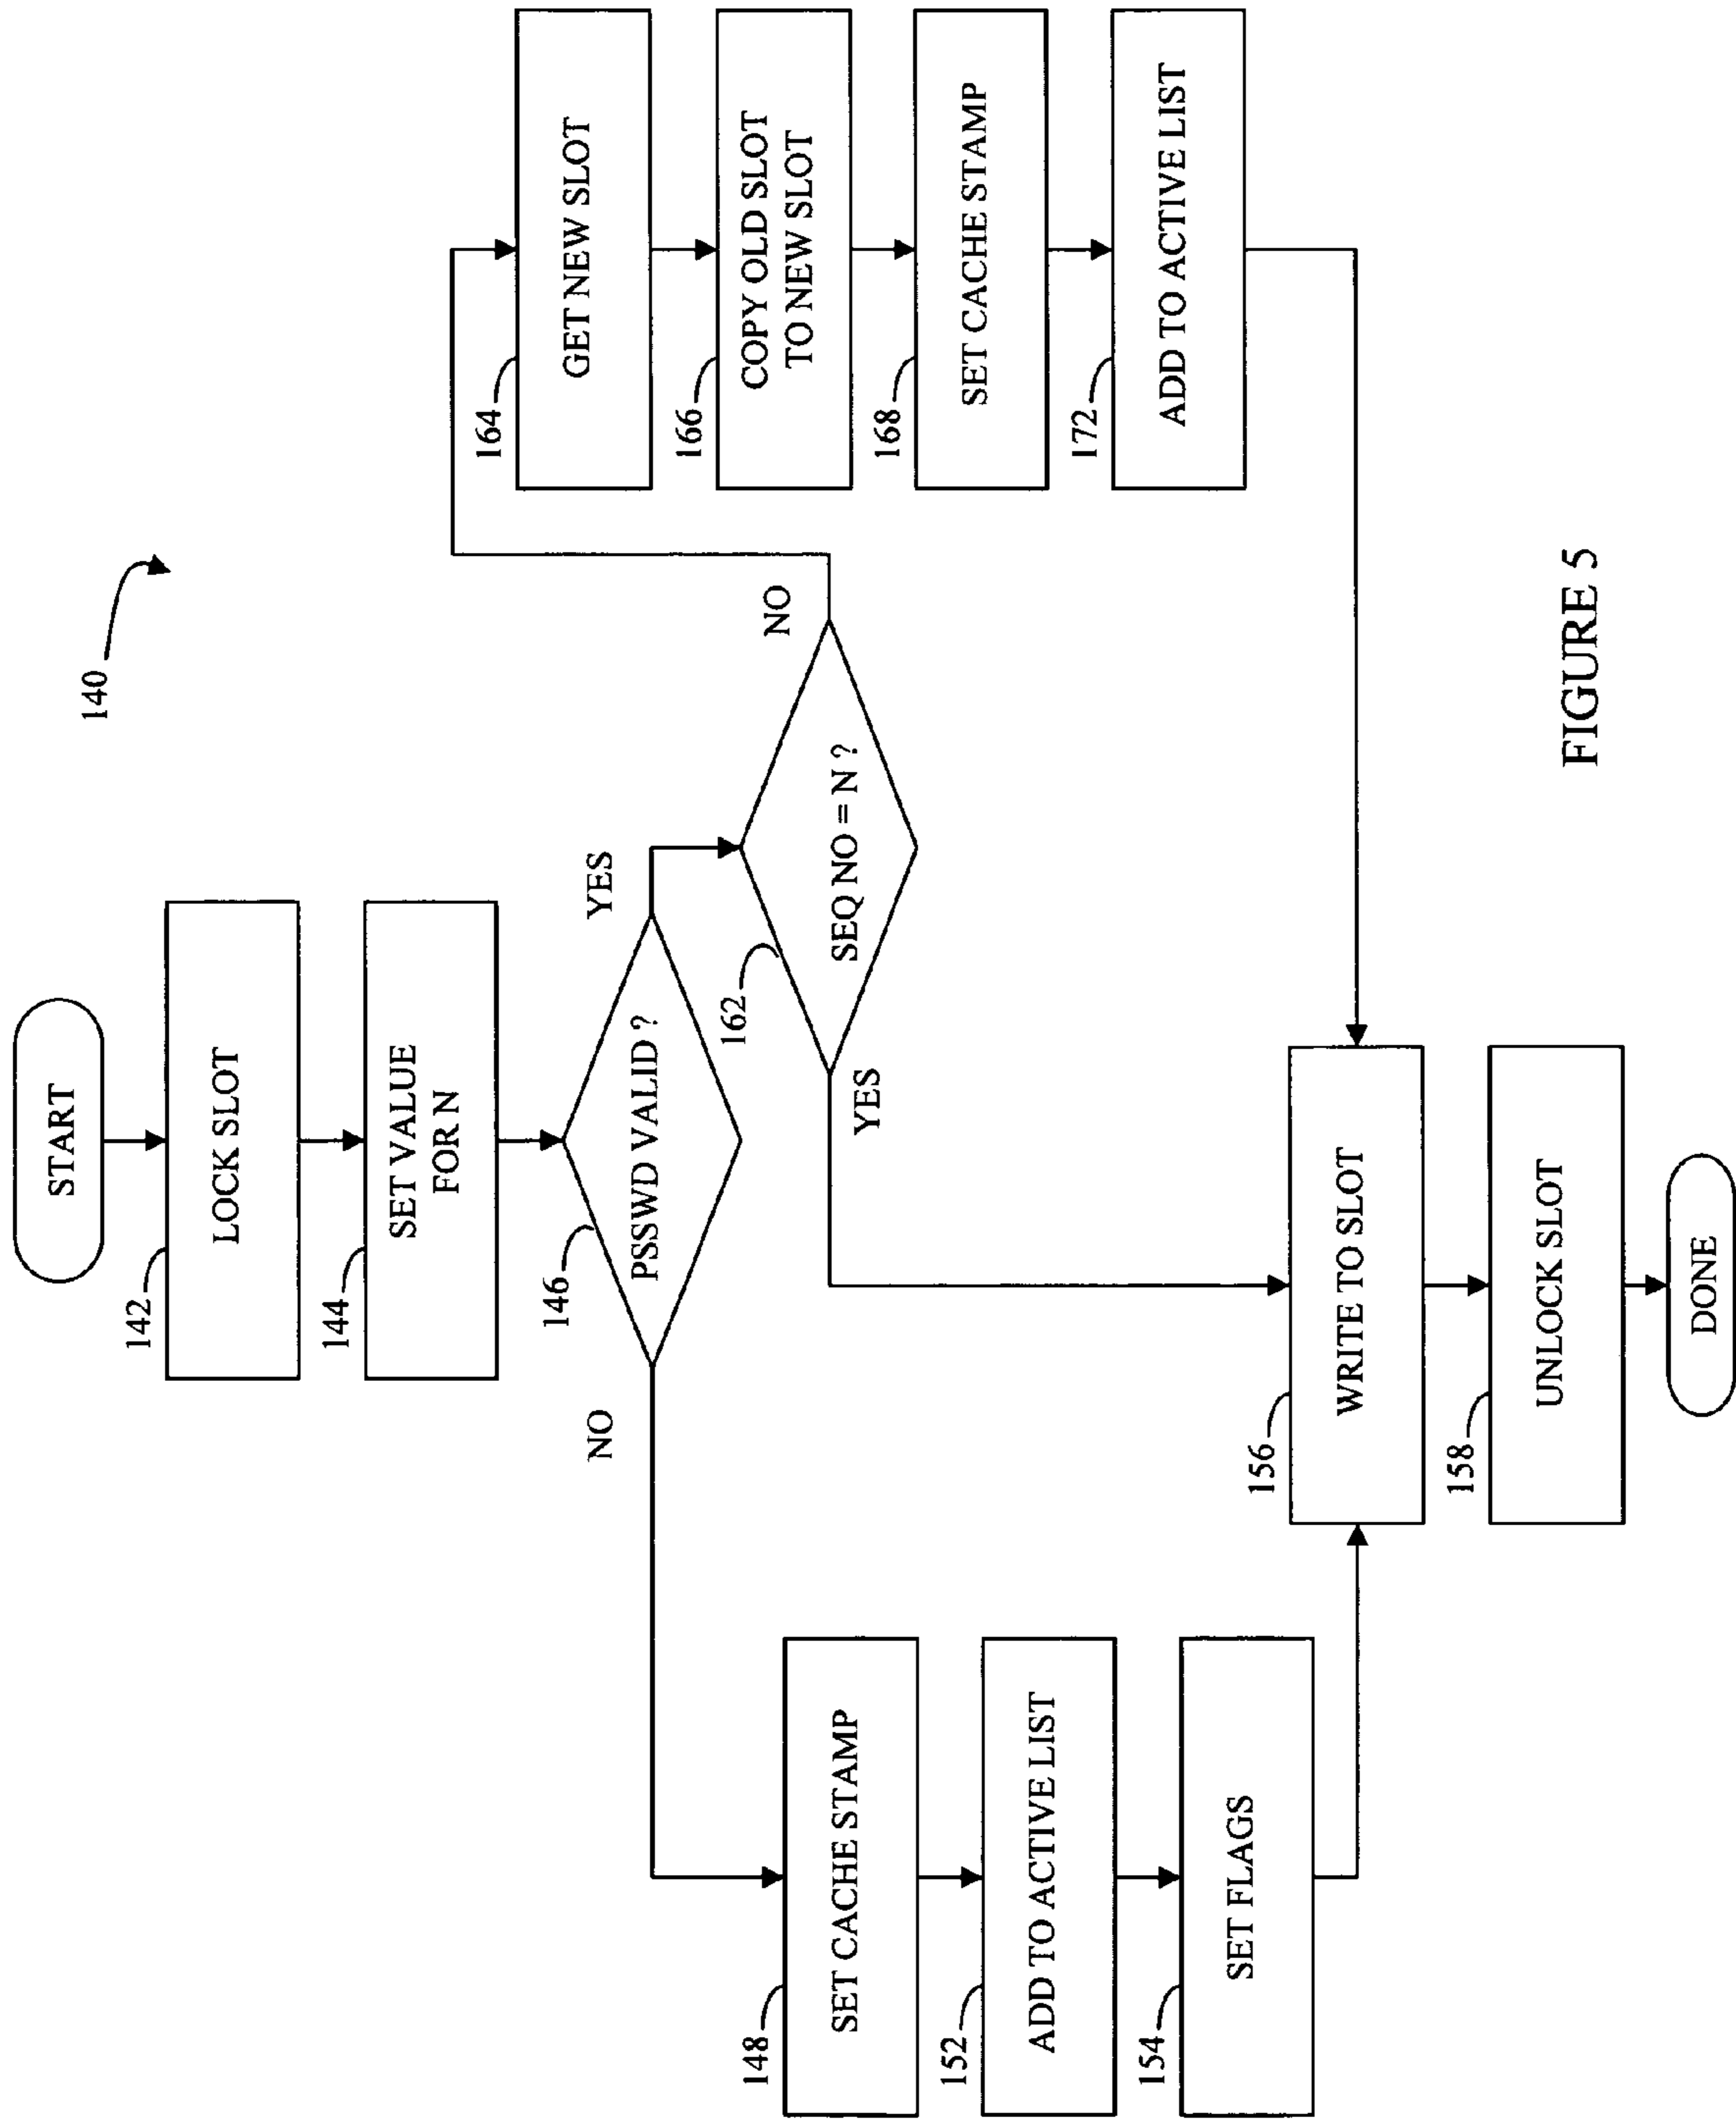 140
START
142
LOCK SLOT
144
SET VALUE
FOR N
146
PSSWD VALID ?
NO
YES
148
SET CACHE STAMP
152
ADD TO ACTIVE LIST
154
SET FLAGS
162
SEQ NO = N ?
YES
NO
164
GET NEW SLOT
166
COPY OLD SLOT
TO NEW SLOT
168
SET CACHE STAMP
172
ADD TO ACTIVE LIST
156
WRITE TO SLOT
158
UNLOCK SLOT
DONE
FIGURE 5